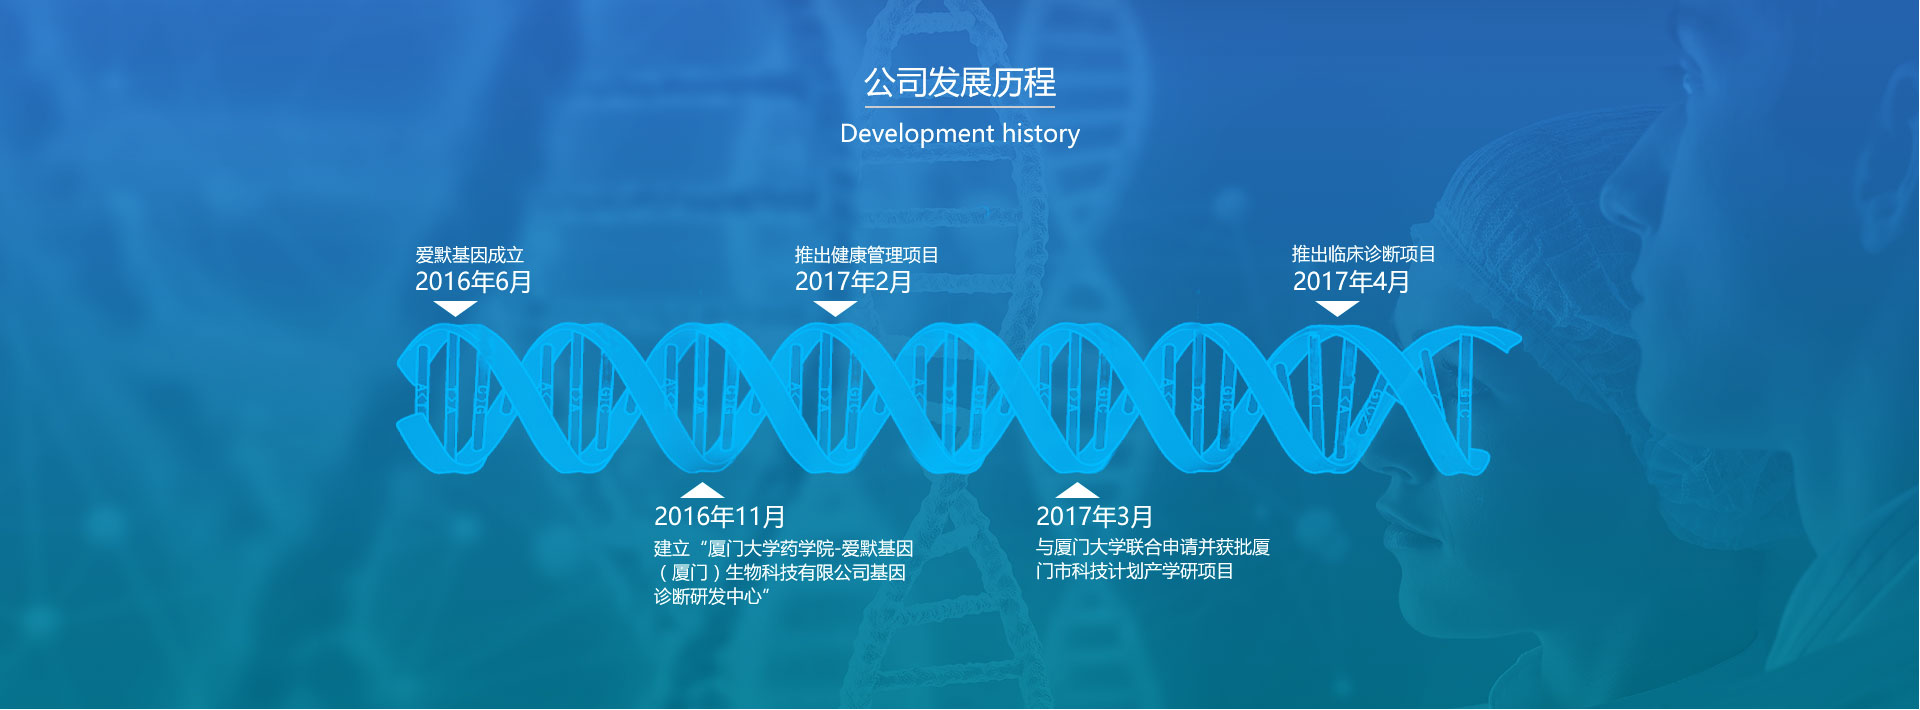 公司发展历程
Development history
爱默基因成立
2016年6月
推出健康管理项目
2017年2月
推出临床诊断项目
2017年4月
2016年11月
建立“厦门大学药学院-爱默基因
（厦门）生物科技有限公司基因
诊断研发中心”
2017年3月
与厦门大学联合申请并获批厦
门市科技计划产学研项目